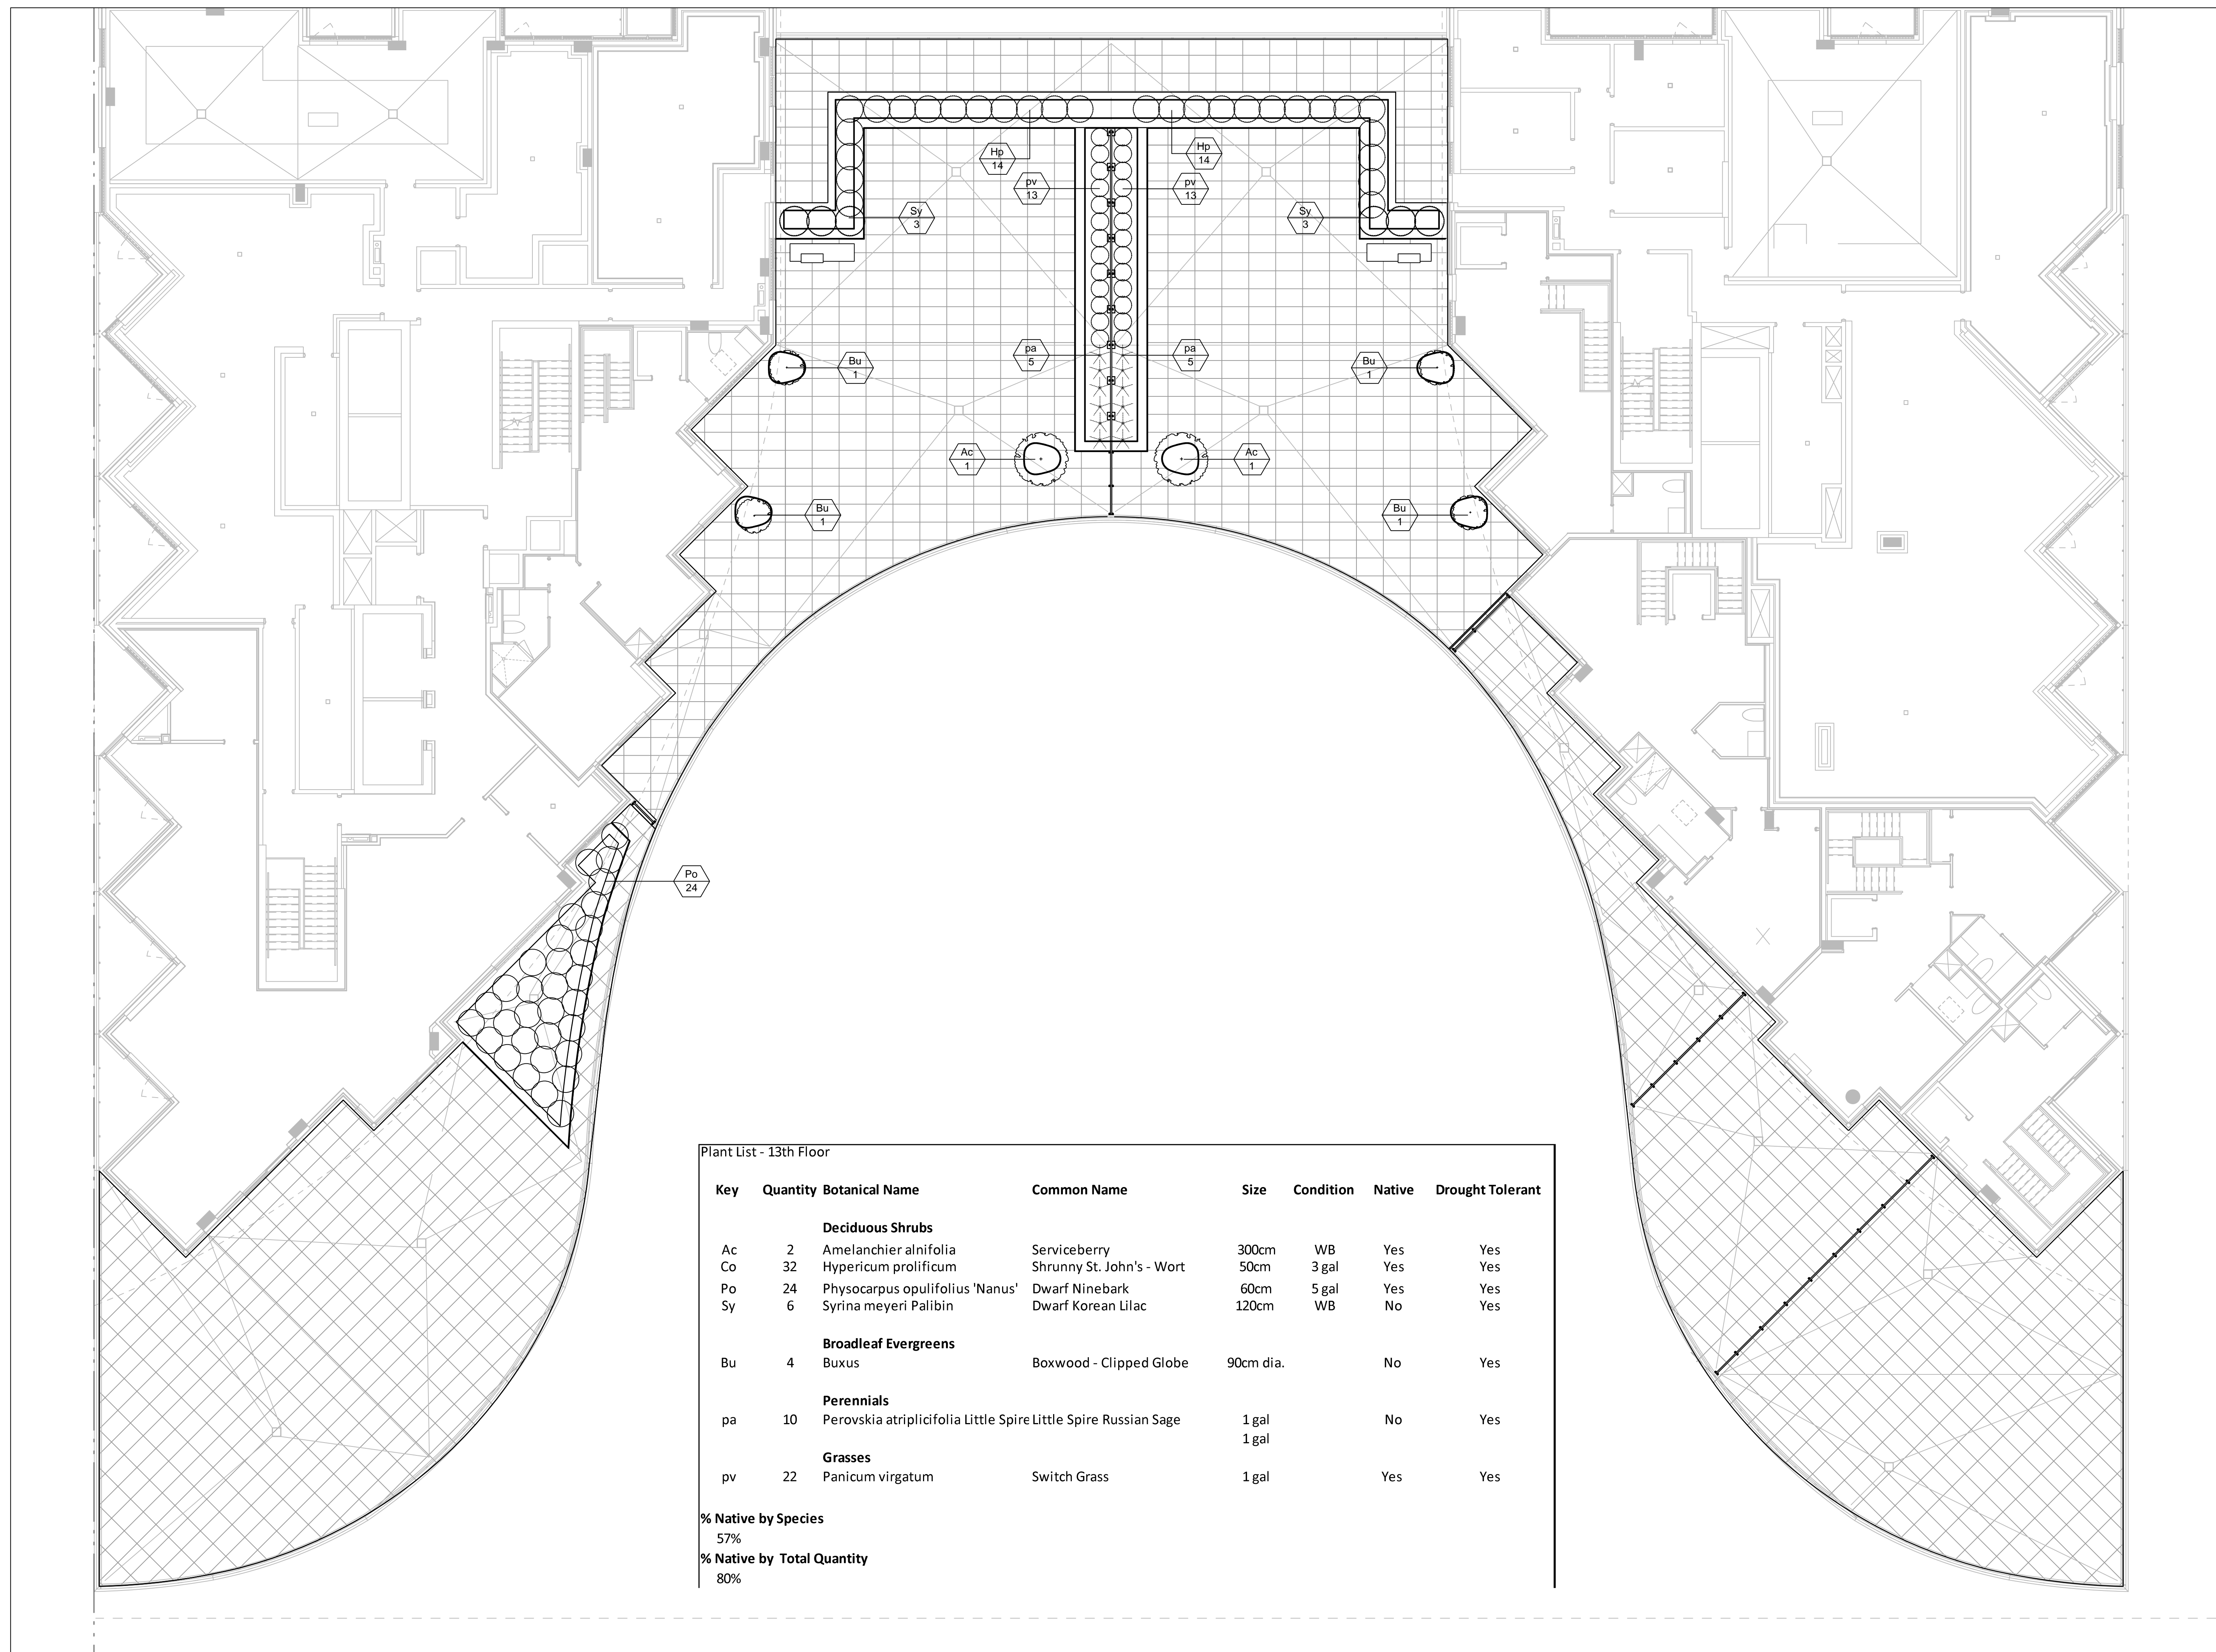 Hp Hp
14 14
pv pv
13 13
Sy Sy
3 3
pa pa
5 5
Bu Bu
1 1
Ac Ac
1 1
Bu Bu
1 1
Po
24
Plant List - 13th Floor
Key Quantity Botanical Name Common Name Size Condition Native Drought Tolerant
Deciduous Shrubs
Ac 2 Amelanchier alnifolia Serviceberry 300cm WB Yes Yes
Co 32 Hypericum prolificum Shrunny St. John's - Wort 50cm 3 gal Yes Yes
Po 24 Physocarpus opulifolius 'Nanus' Dwarf Ninebark 60cm 5 gal Yes Yes
Sy 6 Syrina meyeri Palibin Dwarf Korean Lilac 120cm WB No Yes
Broadleaf Evergreens
Bu 4 Buxus Boxwood - Clipped Globe 90cm dia. No Yes
Perennials
pa 10 Perovskia atriplicifolia Little Spire Little Spire Russian Sage 1 gal No Yes
1 gal
Grasses
pv 22 Panicum virgatum Switch Grass 1 gal Yes Yes
% Native by Species
57%
% Native by Total Quantity
80%